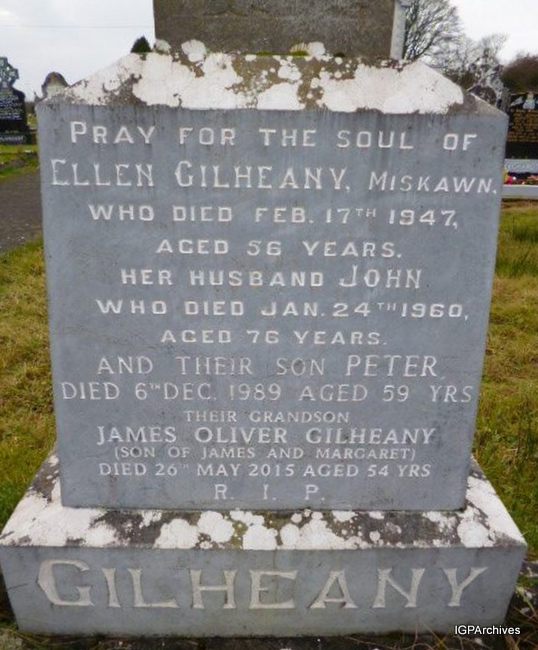 PRAY FOR THE SOUL OF
ELLEN GILHEANY, MISKAWN.
WHO DIED FEB. 17TH 1947,
AGED 56 YEARS.
HER HUSBAND JOHN
WHO DIED JAN. 24TH 1960,
AGED 76 YEARS.
AND THEIR SON PETER
DIED 6TH DEC. 1989 AGED 59 YRS
THEIR GRANDSON
JAMES OLIVER GILHEANY
(SON OF JAMES AND MARGARET)
DIED 26TH MAY 2015 AGED 54 YRS
R. I. P.
GILHEANY
IGPArchives